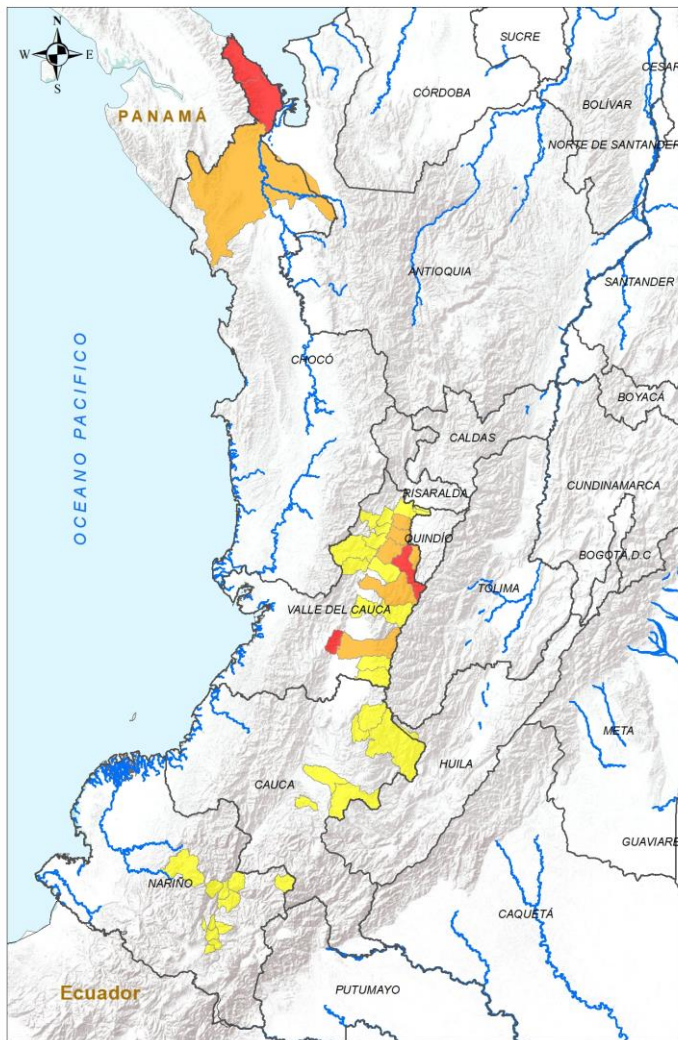 N
W E
S
SUCRE
CESAR
CÓRDOBA
BOLÍVAR
PANAMÁ
NORTE DE SANTANDER
ANTIOQUIA
SANTANDER
OCEANO PACIFICO
CHOCÓ
BOYACÁ
CALDAS
CUNDINAMARCA
RISARALDA
QUINDÍO
BOGOTÁ, D.C
TOLIMA
VALLE DEL CAUCA
META
HUILA
CAUCA
GUAVIARE
NARIÑO
CAQUETÁ
Ecuador
PUTUMAYO